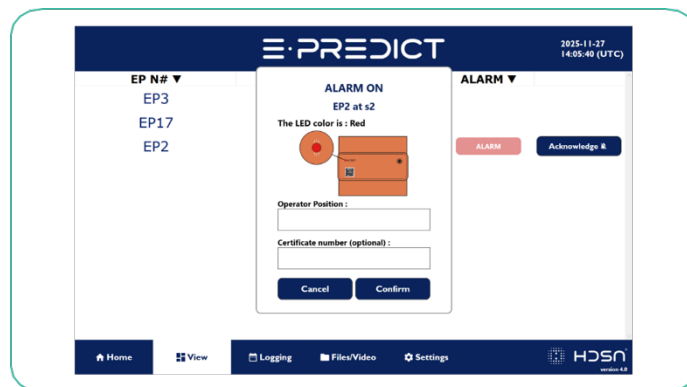 E·PREDICT
2025-11-27
14:05:40 (UTC)
EP N# ▼
ALARM ▼
EP3
EP17
EP2
ALARM
Acknowledge
ALARM ON
EP2 at s2
The LED color is : Red
Operator Position :
Certificate number (optional) :
Cancel
Confirm
Home
View
Logging
Files/Video
Settings
HDSN
version 4.0